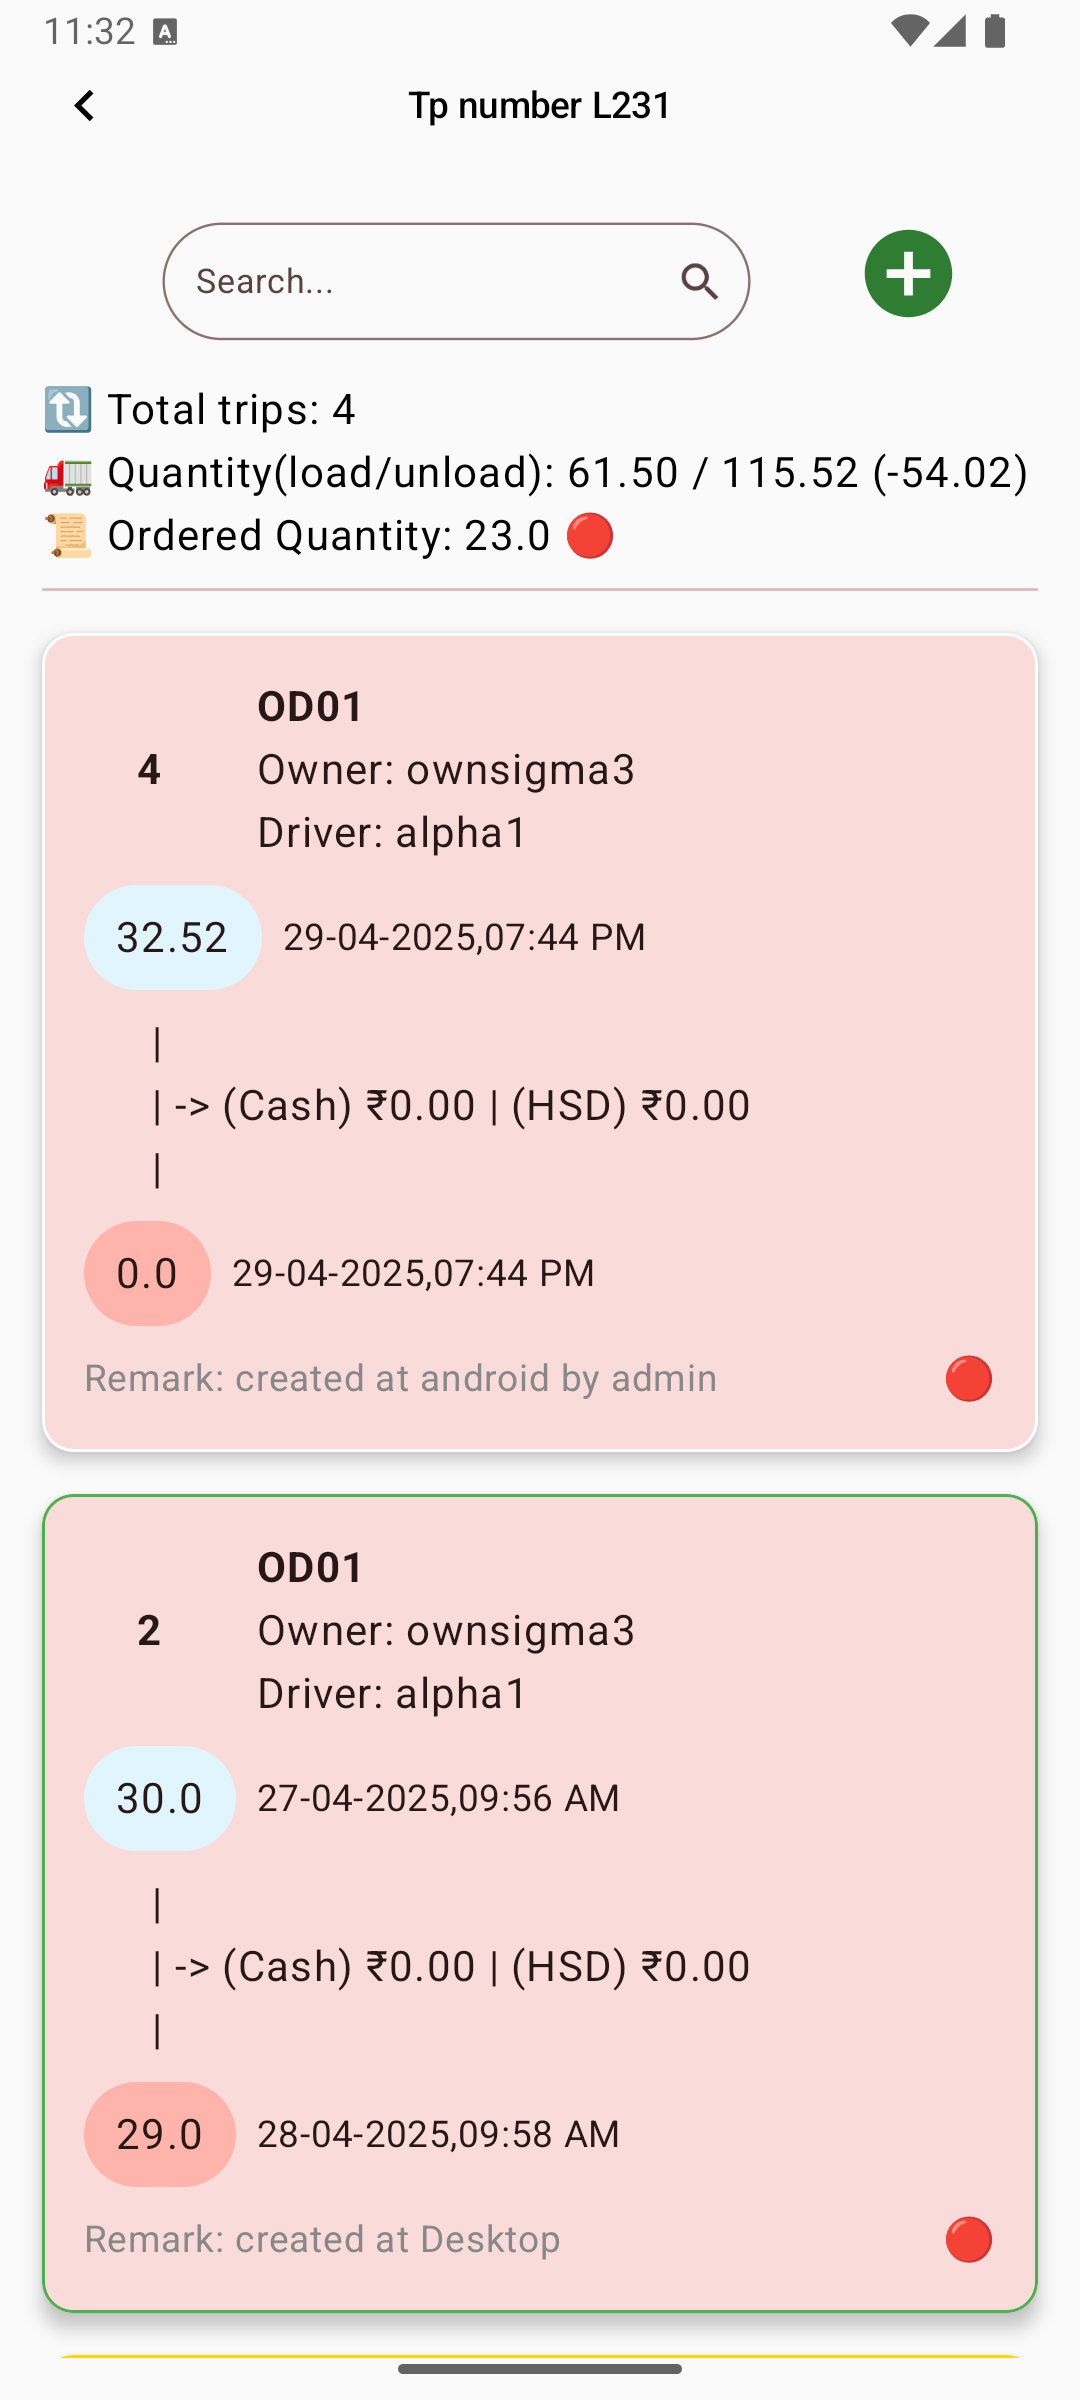 11:32
Tp number L231
Search...
Total trips: 4
Quantity(load/unload): 61.50 / 115.52 (-54.02)
Ordered Quantity: 23.0
OD01
4
Owner: ownsigma3
Driver: alpha1
32.52 29-04-2025,07:44 PM
|
| -> (Cash) ₹0.00 | (HSD) ₹0.00
|
0.0 29-04-2025,07:44 PM
Remark: created at android by admin
OD01
2
Owner: ownsigma3
Driver: alpha1
30.0 27-04-2025,09:56 AM
|
| -> (Cash) ₹0.00 | (HSD) ₹0.00
|
29.0 28-04-2025,09:58 AM
Remark: created at Desktop